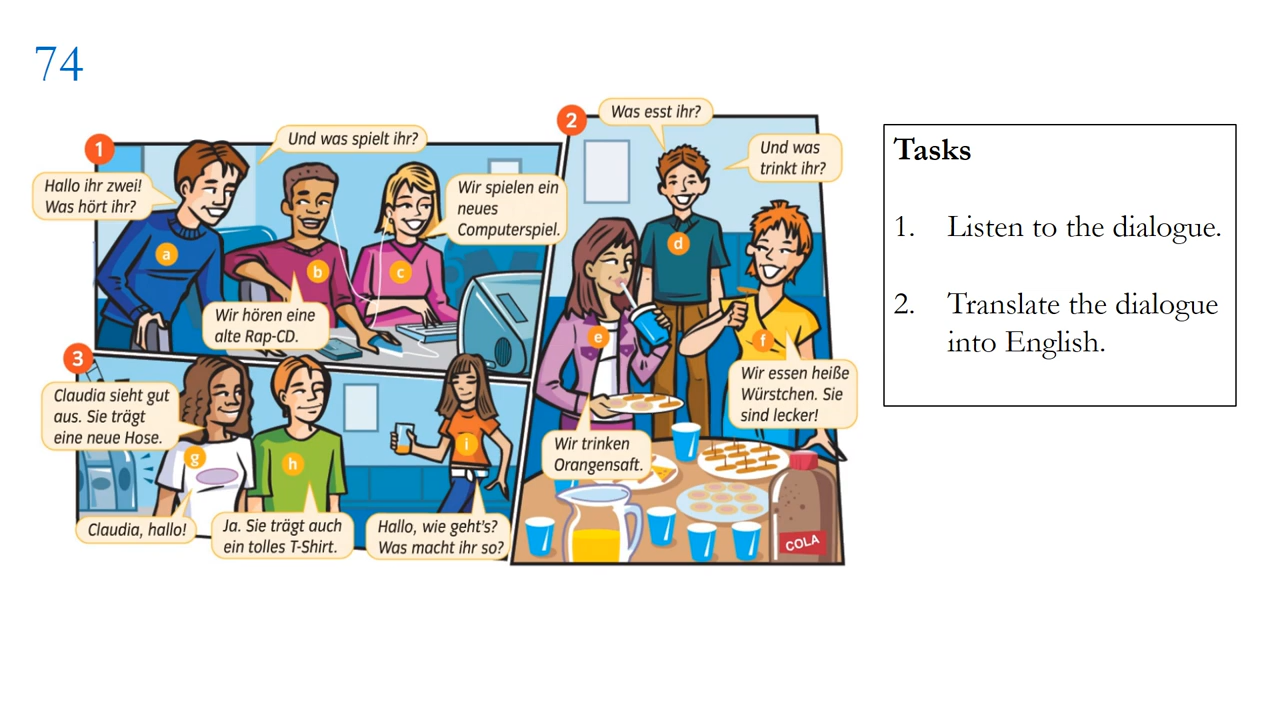 74
1
Und was spielt ihr?
Hallo ihr zwei!
Was hört ihr?
Wir spielen ein
neues
Computerspiel.
a
b
c
Wir hören eine
alte Rap-CD.
2
Was esst ihr?
Und was
trinkt ihr?
d
e
f
Wir essen heiße
Würstchen. Sie
sind lecker!
Wir trinken
Orangensaft.
COLA
3
Claudia sieht gut
aus. Sie trägt
eine neue Hose.
g
h
i
Claudia, hallo!
Ja. Sie trägt auch
ein tolles T-Shirt.
Hallo, wie geht's?
Was macht ihr so?
Tasks
1. Listen to the dialogue.
2. Translate the dialogue
into English.